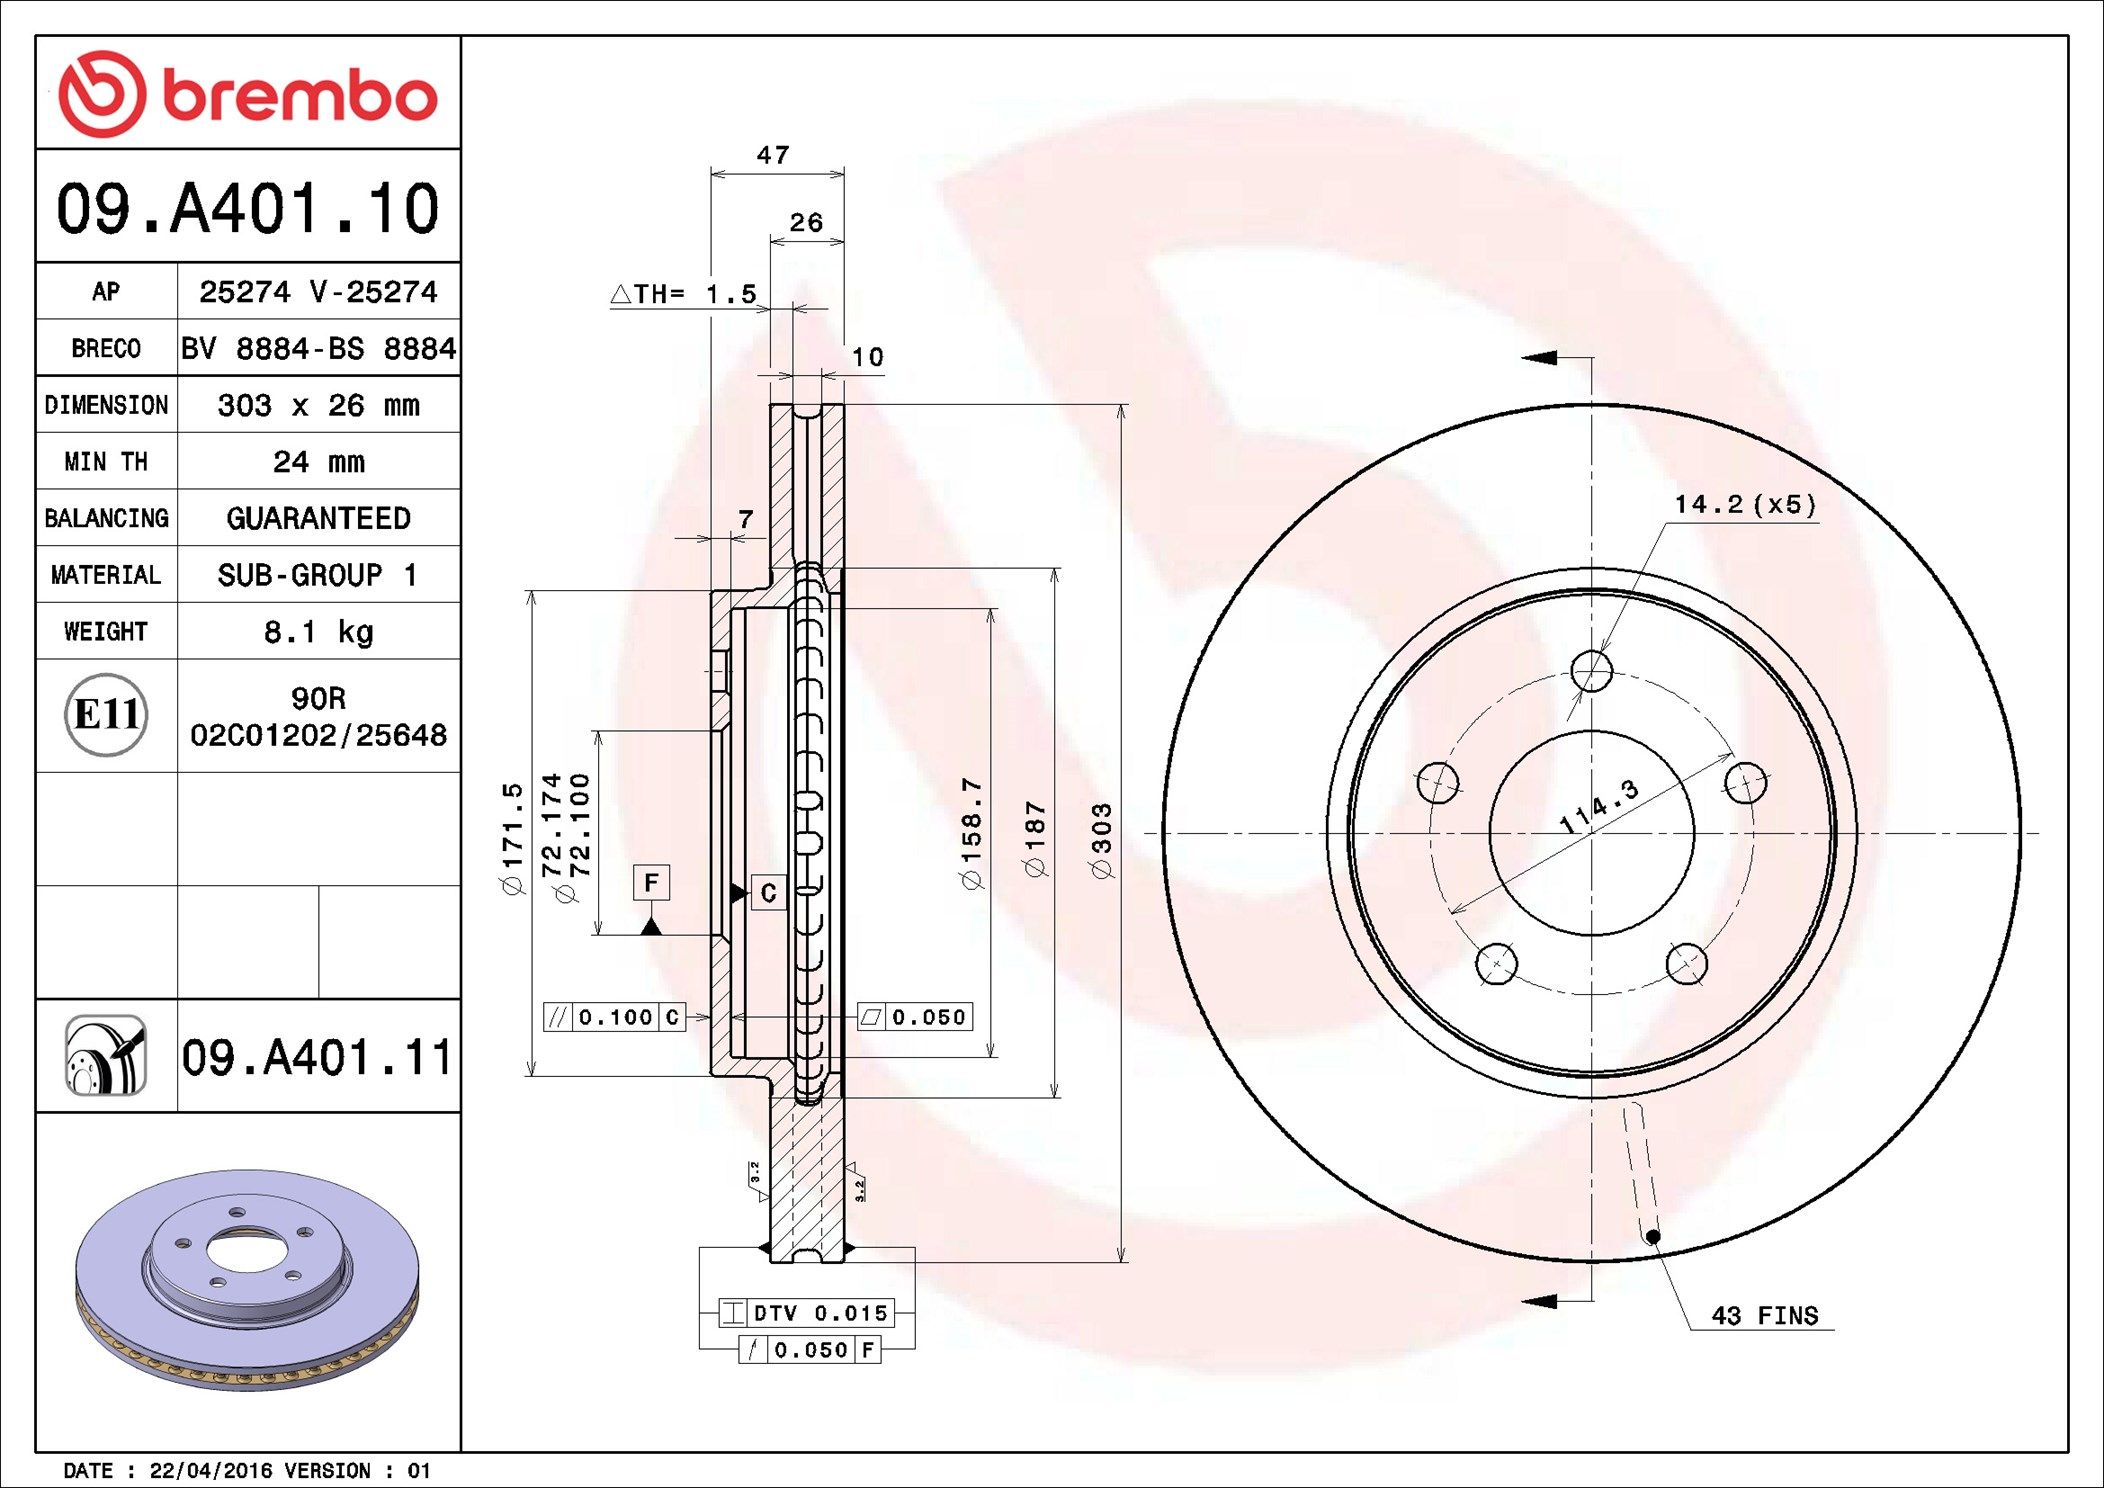 brembo
09.A401.10
AP 25274 V-25274
BRECO BV 8884-BS 8884
DIMENSION 303 x 26 mm
MIN TH 24 mm
BALANCING GUARANTEED
MATERIAL SUB-GROUP 1
WEIGHT 8.1 kg
E11 90R
02C01202/25648
09.A401.11
DATE : 22/04/2016 VERSION : 01
47
26
△TH= 1.5
10
7
⌀171.5
72.174
⌀72.100
F
C
⌀158.7
⌀187
⌀303
// 0.100 C
▱ 0.050
3.2
3.2
DTV 0.015
0.050 F
14.2(x5)
114.3
43 FINS